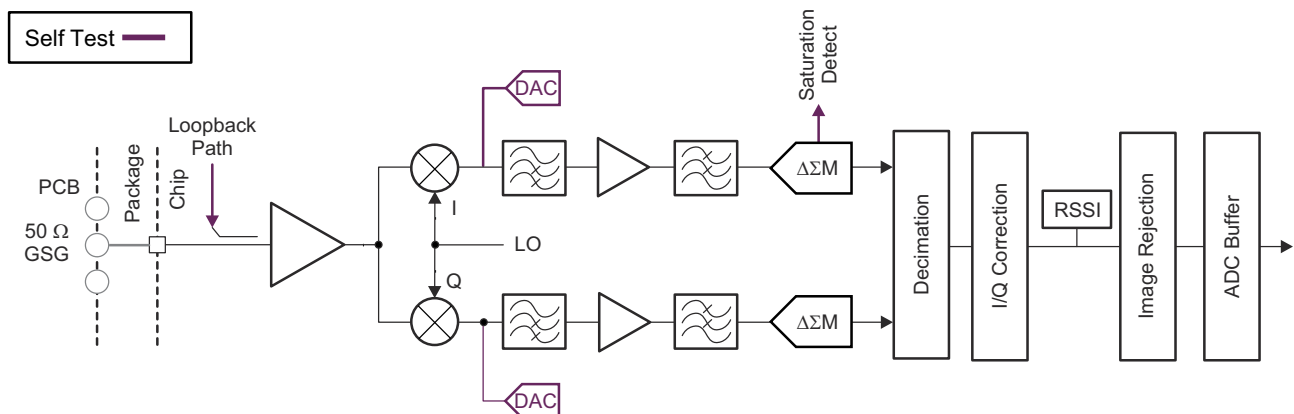 Self Test
DAC
Saturation
Detect
Loopback
Path
PCB
Package
Chip
50 Ω
GSG
I
LO
Q
ΔΣM
ΔΣM
DAC
Decimation
I/Q Correction
RSSI
Image Rejection
ADC Buffer